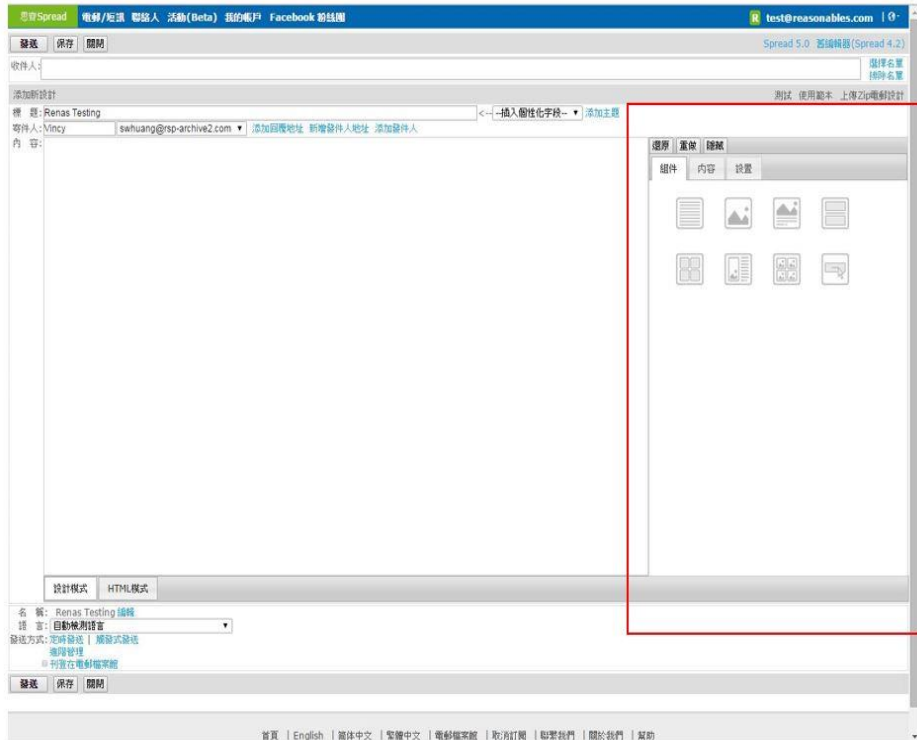 思齊Spread 電郵/短訊 聯絡人 活動(Beta) 我的帳戶 Facebook 粉絲團 R test@reasonables.com |
發送 保存 關閉 Spread 5.0 舊編輯器(Spread 4.2)
收件人: 選擇名單
排除名單
添加新設計 測試 使用範本 上傳Zip電郵設計
標 題: Renas Testing <-- --插入個性化字段-- 添加主題
寄件人: Vincy swhuang@rsp-archive2.com 添加回覆地址 新增發件人地址 添加發件人
內 容: 還原 重做 隱藏
組件 內容 設置
設計模式 HTML模式
名 稱: Renas Testing 編輯
語 言: 自動檢測語言
發送方式: 定時發送 | 觸發式發送
進階管理
刊登在電郵檔案館
發送 保存 關閉
首頁 | English | 简体中文 | 繁體中文 | 電郵檔案館 | 取消訂閱 | 聯繫我們 | 關於我們 | 幫助